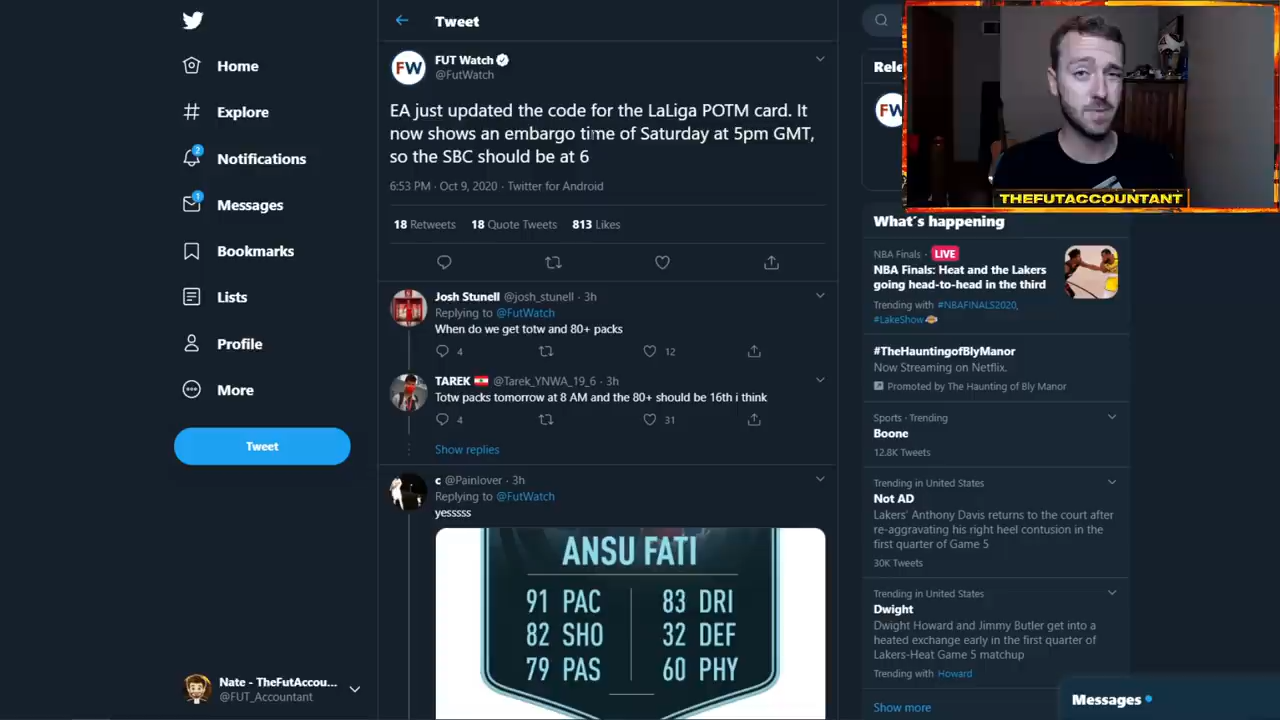 Home
Explore
2
Notifications
1
Messages
Bookmarks
Lists
Profile
More
Tweet
Nate - TheFutAccou...
@FUT_Accountant
Tweet
FW
FUT Watch
@FutWatch
EA just updated the code for the LaLiga POTM card. It
now shows an embargo time of Saturday at 5pm GMT,
so the SBC should be at 6
6:53 PM · Oct 9, 2020 · Twitter for Android
18 Retweets 18 Quote Tweets 813 Likes
Josh Stunell @josh_stunell · 3h
Replying to @FutWatch
When do we get totw and 80+ packs
4 12
TAREK @Tarek_YNWA_19_6 · 3h
Totw packs tomorrow at 8 AM and the 80+ should be 16th i think
4 31
Show replies
c @Painlover · 3h
Replying to @FutWatch
yesssss
ANSU FATI
91 PAC 83 DRI
82 SHO 32 DEF
79 PAS 60 PHY
Rele
FW
THEFUTACCOUNTANT
What's happening
NBA Finals · LIVE
NBA Finals: Heat and the Lakers
going head-to-head in the third
Trending with #NBAFINALS2020,
#LakeShow
#TheHauntingofBlyManor
Now Streaming on Netflix.
Promoted by The Haunting of Bly Manor
Sports · Trending
Boone
12.8K Tweets
Trending in United States
Not AD
Lakers' Anthony Davis returns to the court after
re-aggravating his right heel contusion in the
first quarter of Game 5
30K Tweets
Trending in United States
Dwight
Dwight Howard and Jimmy Butler get into a
heated exchange early in the first quarter of
Lakers-Heat Game 5 matchup
Trending with Howard
Show more
Messages